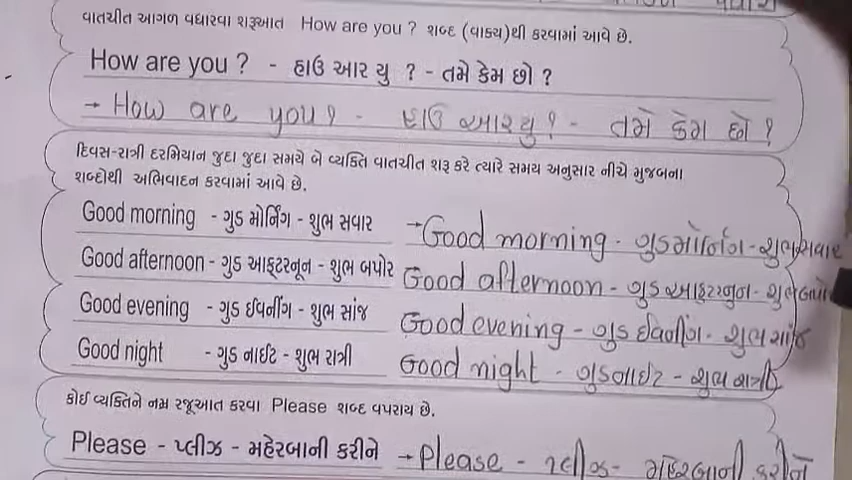 વાતચીત આગળ વધારવા શરૂઆત How are you ? શબ્દ (વાક્ય)થી કરવામાં આવે છે.
How are you ? - હાઉ આર યુ ? - તમે કેમ છો ?
→ How are you? - હાઉ આર યુ? - તમે કેમ છો ?
દિવસ-રાત્રી દરમિયાન જુદા જુદા સમયે બે વ્યક્તિ વાતચીત શરૂ કરે ત્યારે સમય અનુસાર નીચે મુજબના
શબ્દોથી અભિવાદન કરવામાં આવે છે.
Good morning - ગુડ મોર્નિંગ - શુભ સવાર → Good morning - ગુડમોર્નિંગ - શુભ સવાર
Good afternoon - ગુડ આફ્ટરનૂન - શુભ બપોર Good afternoon - ગુડ આફ્ટરનુન - શુભ
Good evening - ગુડ ઈવનીંગ - શુભ સાંજ Good evening - ગુડ ઈવનીંગ - શુભ સાંજ
Good night - ગુડ નાઈટ - શુભ રાત્રી Good night - ગુડ નાઈટ - શુભ રાત્રી
કોઈ વ્યક્તિને નમ્ર રજૂઆત કરવા Please શબ્દ વપરાય છે.
Please - પ્લીઝ - મહેરબાની કરીને → Please - પ્લીઝ - મહેરબાની કરીને